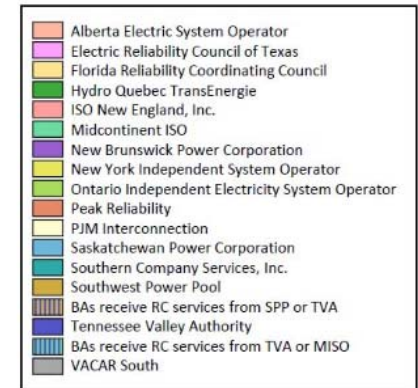 Alberta Electric System Operator
Electric Reliability Council of Texas
Florida Reliability Coordinating Council
Hydro Quebec TransEnergie
ISO New England, Inc.
Midcontinent ISO
New Brunswick Power Corporation
New York Independent System Operator
Ontario Independent Electricity System Operator
Peak Reliability
PJM Interconnection
Saskatchewan Power Corporation
Southern Company Services, Inc.
Southwest Power Pool
BAs receive RC services from SPP or TVA
Tennessee Valley Authority
BAs receive RC services from TVA or MISO
VACAR South